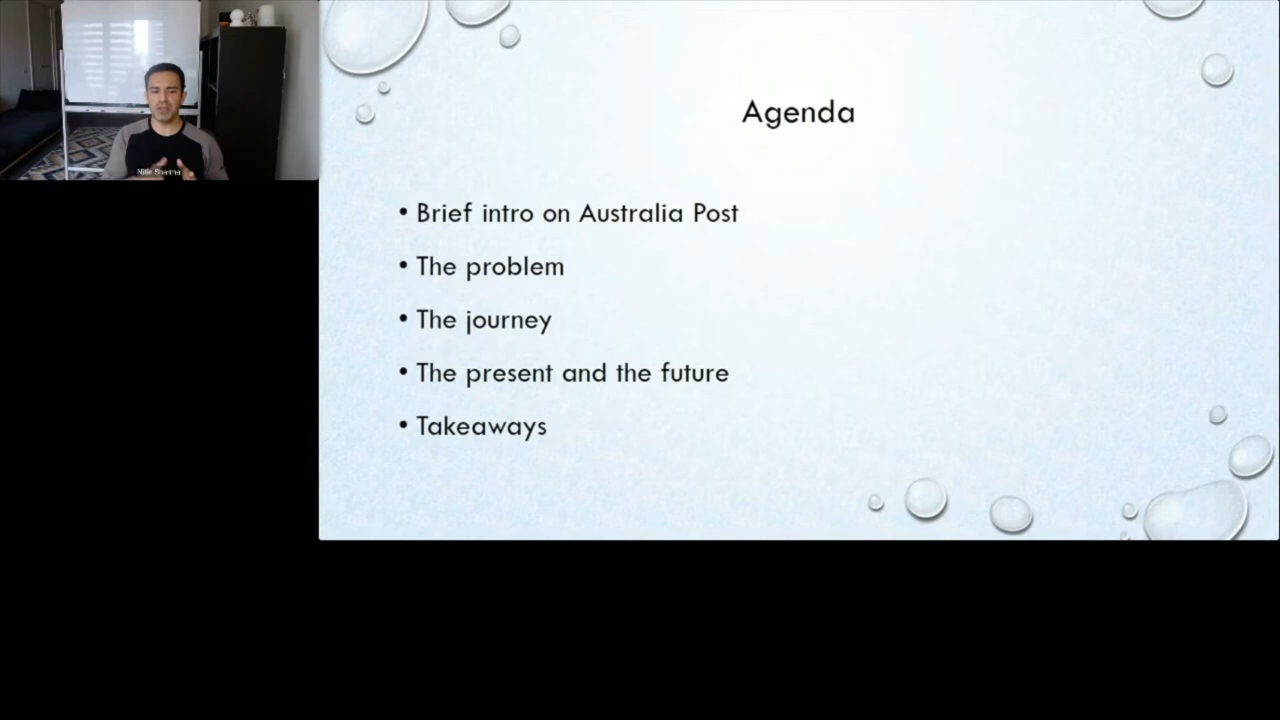 Agenda
• Brief intro on Australia Post
• The problem
• The journey
• The present and the future
• Takeaways